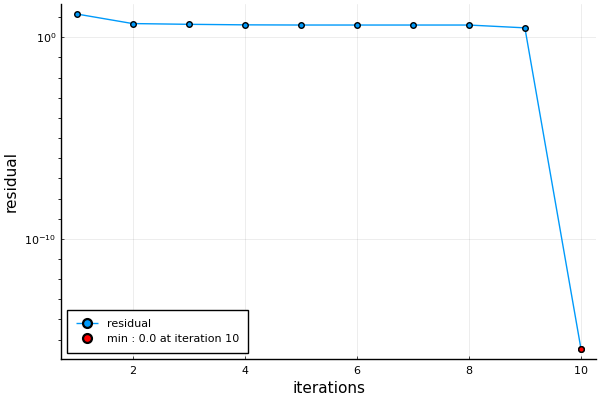 10⁰
10⁻¹⁰
residual
residual
min : 0.0 at iteration 10
2 4 6 8 10
iterations